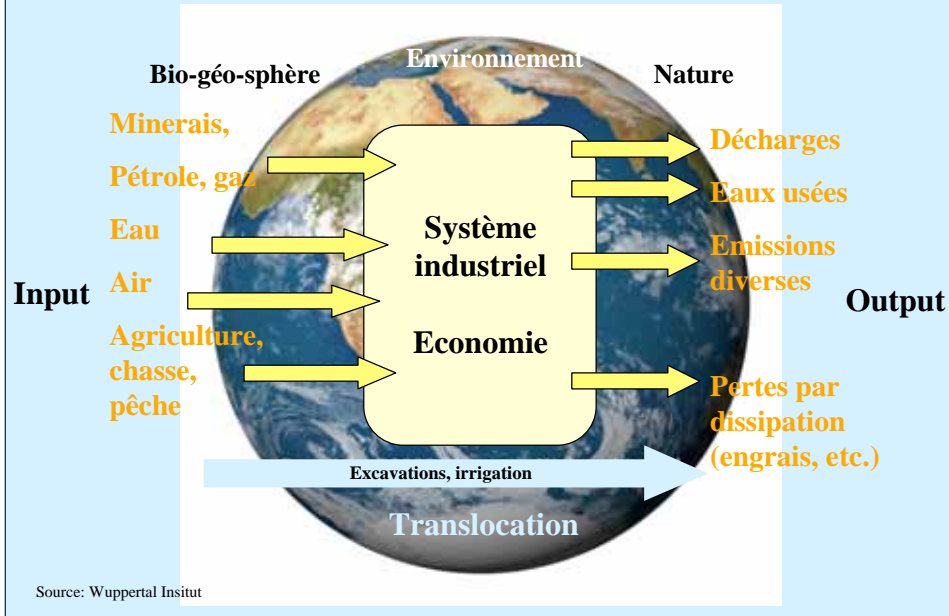 Environnement
Bio-géo-sphère
Nature
Minerais,
Pétrole, gaz
Eau
Air
Agriculture,
chasse,
pêche
Input
Système
industriel
Economie
Décharges
Eaux usées
Emissions
diverses
Output
Pertes par
dissipation
(engrais, etc.)
Excavations, irrigation
Translocation
Source: Wuppertal Insitut